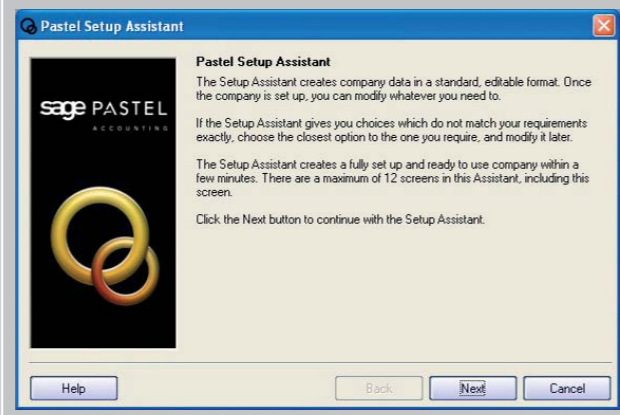 Pastel Setup Assistant
Pastel Setup Assistant
The Setup Assistant creates company data in a standard, editable format. Once
the company is set up, you can modify whatever you need to.
If the Setup Assistant gives you choices which do not match your requirements
exactly, choose the closest option to the one you require, and modify it later.
The Setup Assistant creates a fully set up and ready to use company within a
few minutes. There are a maximum of 12 screens in this Assistant, including this
screen.
Click the Next button to continue with the Setup Assistant.
sage PASTEL
ACCOUNTING
Help
Back
Next
Cancel